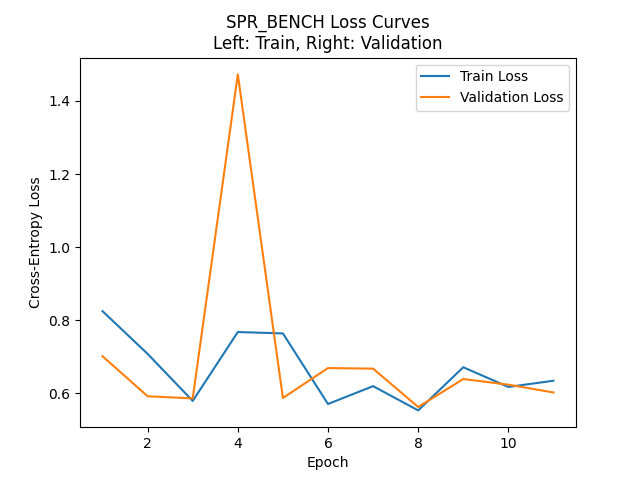 SPR_BENCH Loss Curves
Left: Train, Right: Validation
Train Loss
Validation Loss
Cross-Entropy Loss
1.4
1.2
1.0
0.8
0.6
2
4
6
8
10
Epoch